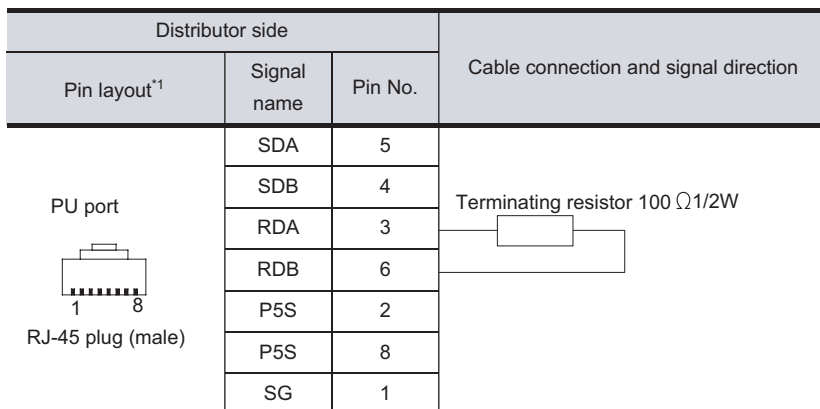 Distributor side
Cable connection and signal direction
Pin layout*1
Signal name
Pin No.
PU port
1 8
RJ-45 plug (male)
SDA 5
SDB 4
RDA 3
RDB 6
P5S 2
P5S 8
SG 1
Terminating resistor 100 Ω1/2W